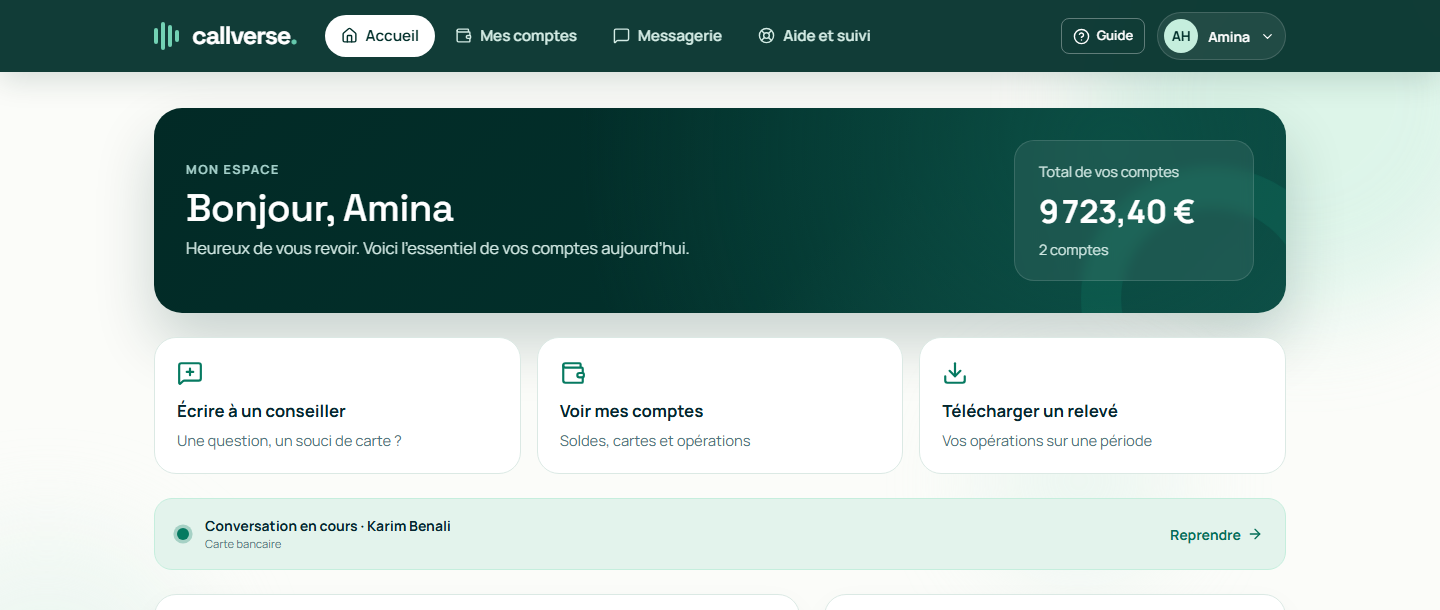 callverse.
Accueil
Mes comptes
Messagerie
Aide et suivi
Guide
AH
Amina
MON ESPACE
Bonjour, Amina
Heureux de vous revoir. Voici l'essentiel de vos comptes aujourd'hui.
Total de vos comptes
9 723,40 €
2 comptes
Écrire à un conseiller
Une question, un souci de carte ?
Voir mes comptes
Soldes, cartes et opérations
Télécharger un relevé
Vos opérations sur une période
Conversation en cours · Karim Benali
Carte bancaire
Reprendre